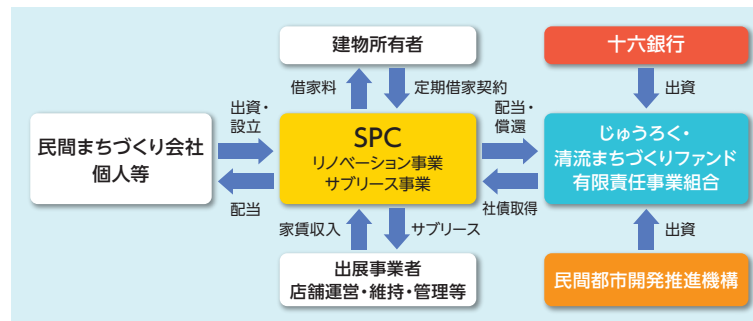 建物所有者
十六銀行
借家料
定期借家契約
出資
出資・
設立
配当・
償還
民間まちづくり会社
個人等
SPC
リノベーション事業
サブリース事業
じゅうろく・
清流まちづくりファンド
有限責任事業組合
配当
社債取得
家賃収入
サブリース
出資
出展事業者
店舗運営・維持・管理等
民間都市開発推進機構